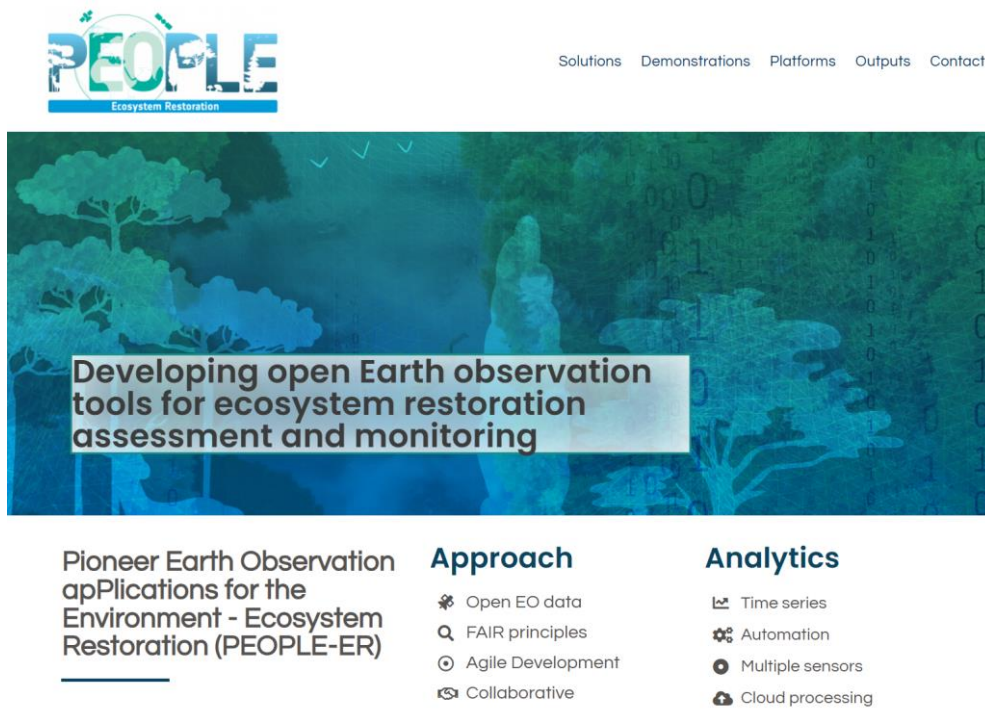 PEOPLE
Ecosystem Restoration
Solutions Demonstrations Platforms Outputs Contact
Developing open Earth observation
tools for ecosystem restoration
assessment and monitoring
Pioneer Earth Observation
apPlications for the
Environment - Ecosystem
Restoration (PEOPLE-ER)
Approach
Open EO data
FAIR principles
Agile Development
Collaborative
Analytics
Time series
Automation
Multiple sensors
Cloud processing